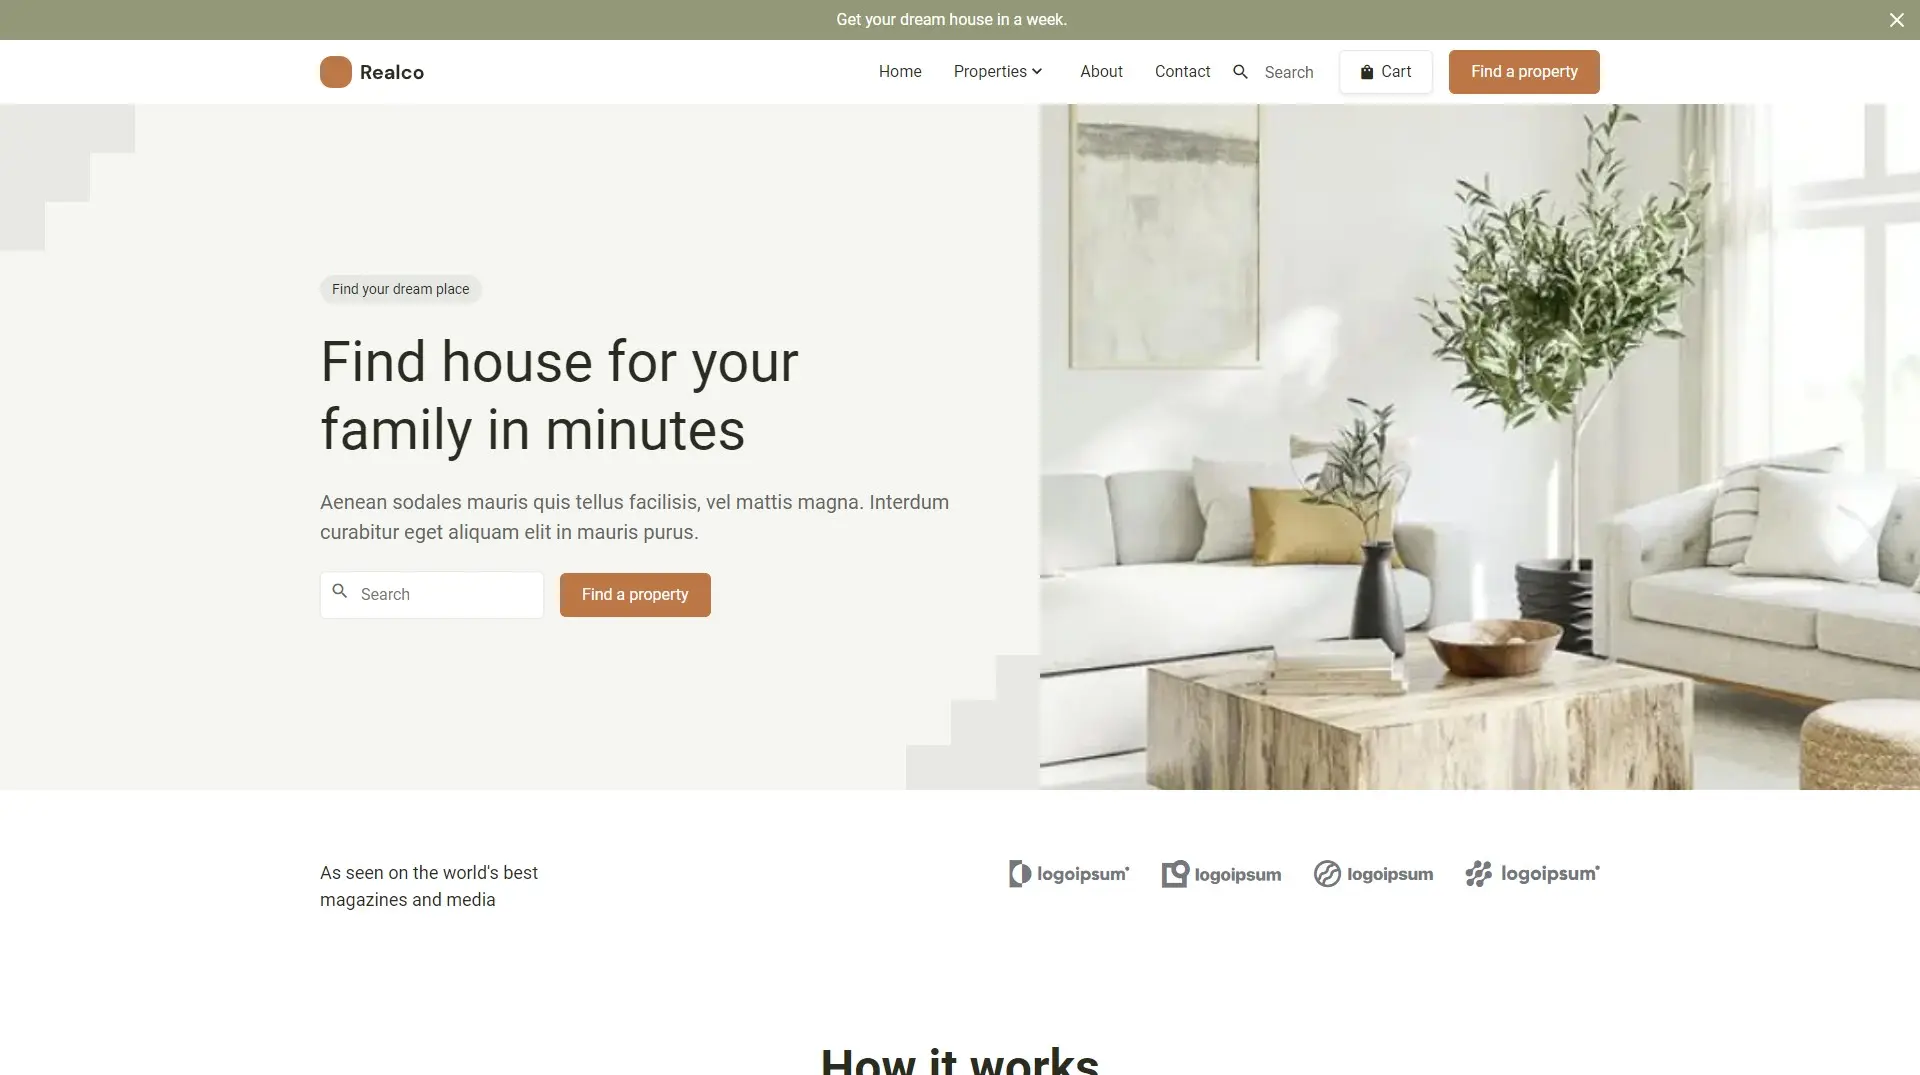 Get your dream house in a week.
Realco
Home
Properties
About
Contact
Search
Cart
Find a property
Find your dream place
Find house for your
family in minutes
Aenean sodales mauris quis tellus facilisis, vel mattis magna. Interdum
curabitur eget aliquam elit in mauris purus.
Search
Find a property
As seen on the world's best
magazines and media
logoipsum
logoipsum
logoipsum
logoipsum
How it works